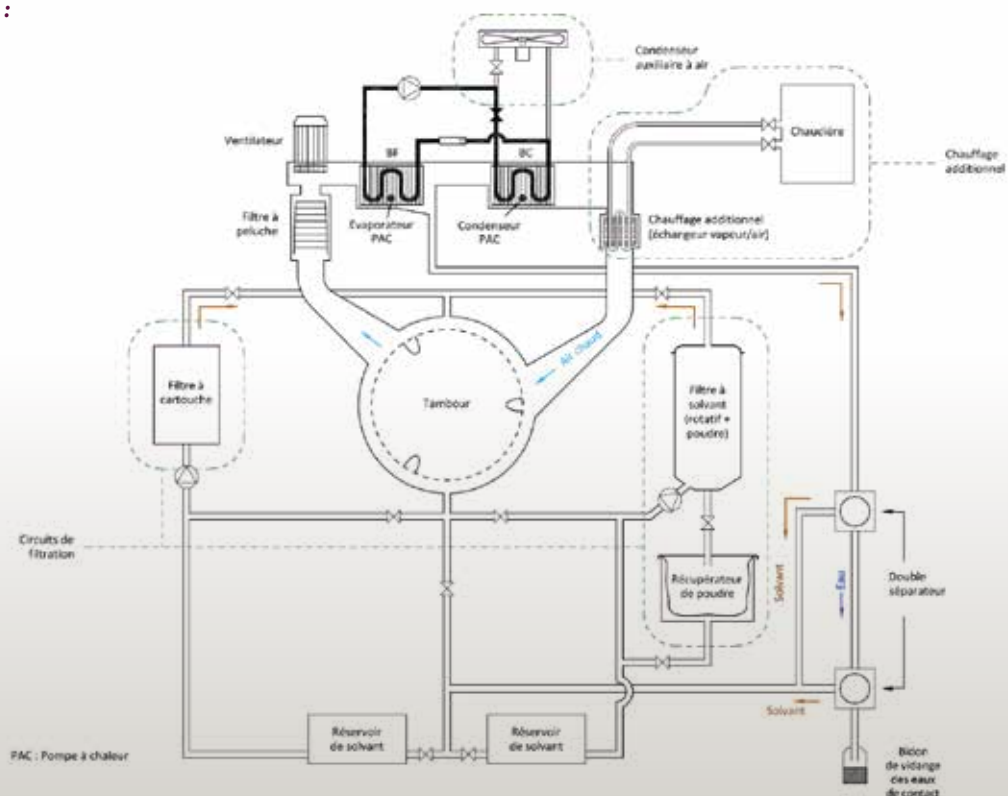 :
Condenseur
auxiliaire à air
Ventilateur
BF
BC
Chaudière
Chauffage
additionnel
Filtre à
peluche
Évaporateur
PAC
Condenseur
PAC
Chauffage additionnel
(échangeur vapeur/air)
Air chaud
Filtre à
cartouche
Tambour
Filtre à
solvant
(rotatif +
poudre)
Circuits de
filtration
Récupérateur
de poudre
Solvant
Eau
Double
séparateur
Solvant
Réservoir
de solvant
Réservoir
de solvant
PAC : Pompe à chaleur
Bidon
de vidange
des eaux
de contact